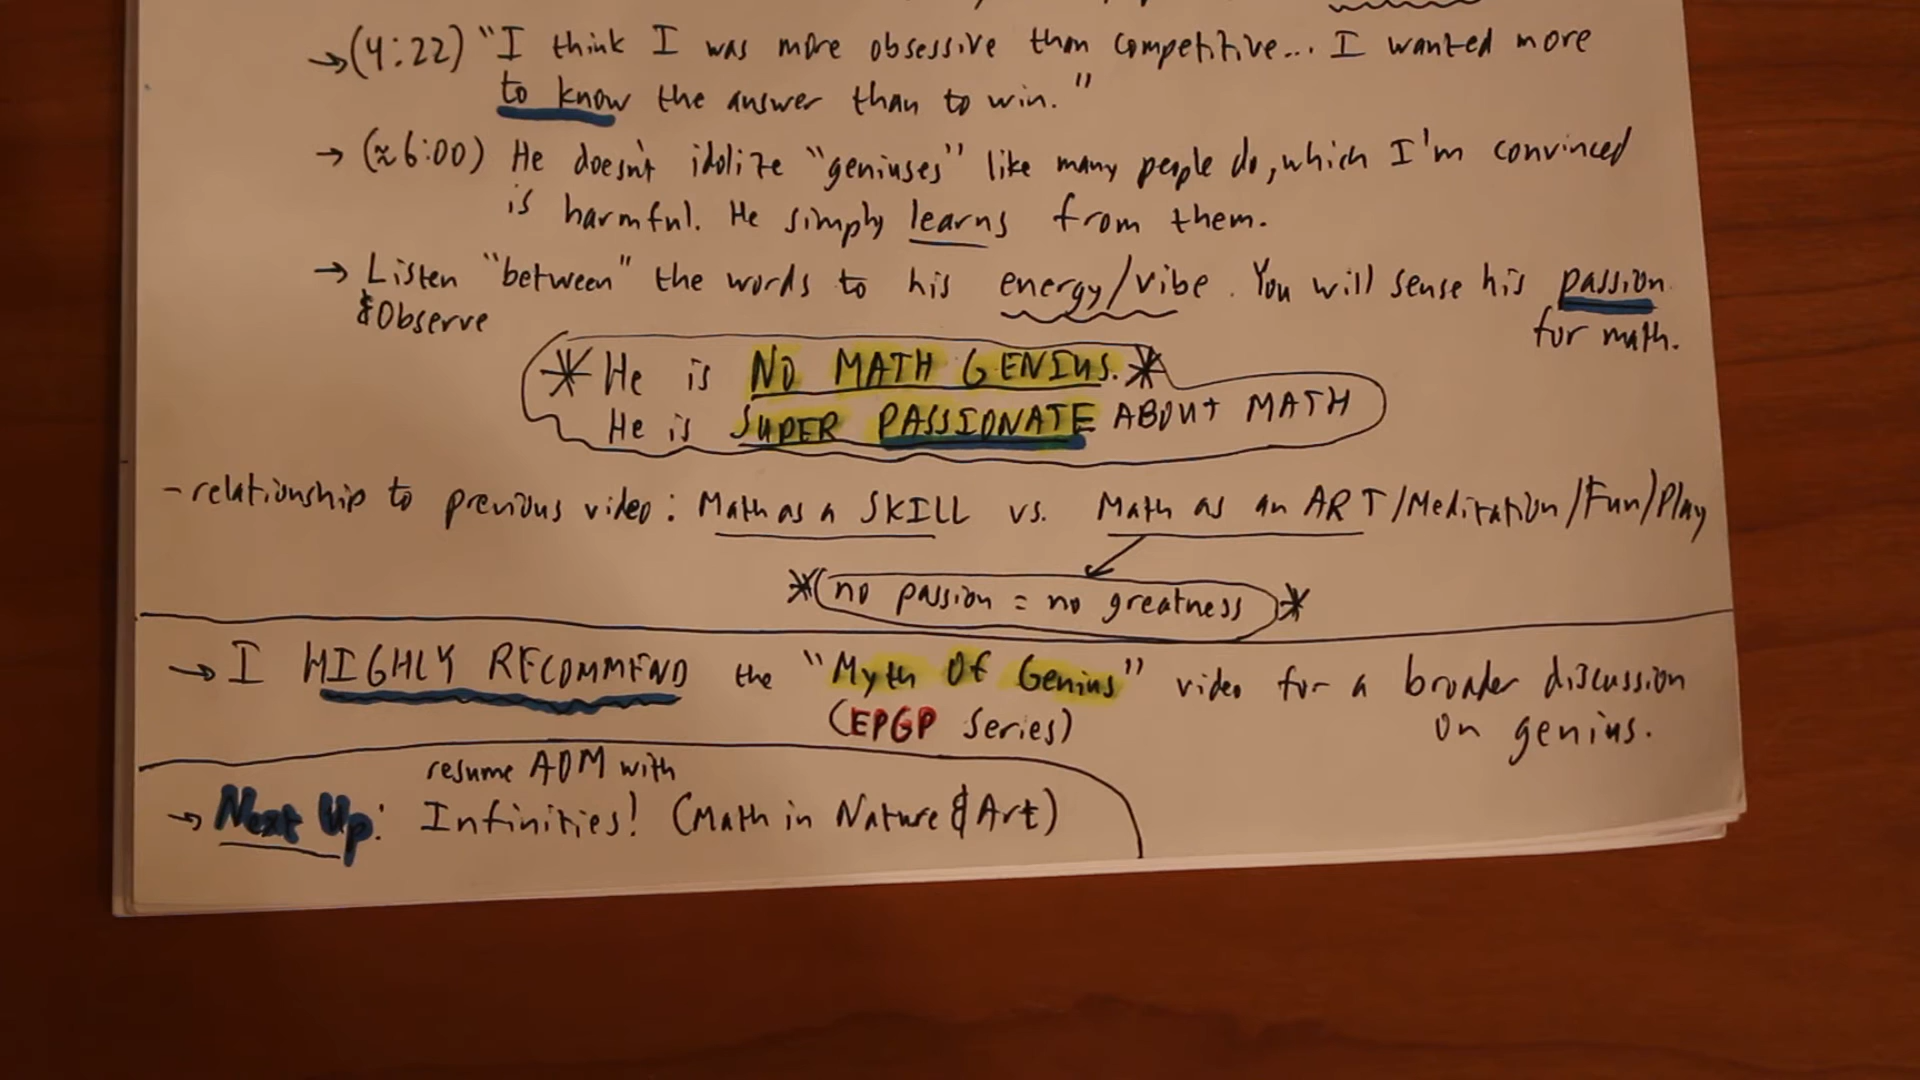 →(4:22) "I think I was more obsessive than competitive... I wanted more
to know the answer than to win."
→ (≈6:00) He doesn't idolize "geniuses" like many people do, which I'm convinced
is harmful. He simply learns from them.
→ Listen "between" the words to his energy/vibe. You will sense his passion
&Observe
for math.
* He is NO MATH GENIUS. *
He is SUPER PASSIONATE ABOUT MATH
- relationship to previous video: Math as a SKILL vs. Math as an ART/Meditation/Fun/Play
*(no passion = no greatness)*
→ I HIGHLY RECOMMEND the "Myth Of Genius" video for a broader discussion
(EPGP Series) on genius.
resume ADM with
→ Next Up: Infinities! (Math in Nature & Art)